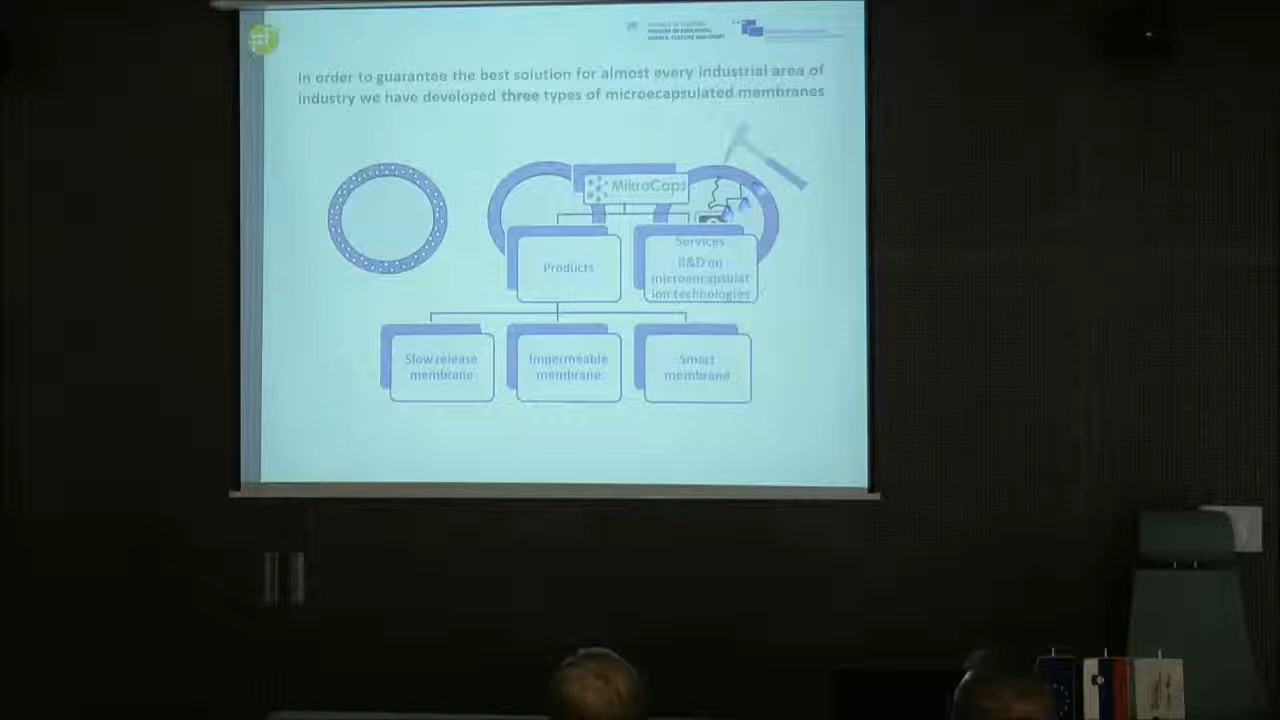 In order to guarantee the best solution for almost every industrial area of
industry we have developed three types of microecapsulated membranes
MikroCaps
Products
Services
R&D on
microencapsulat
ion technologies
Slow release
membrane
Impermeable
membrane
Smart
membrane